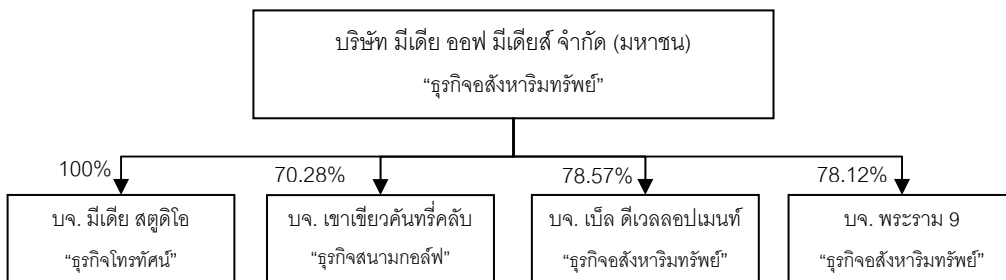 บริษัท มีเดีย ออฟ มีเดียส์ จำกัด (มหาชน)
“ธุรกิจอสังหาริมทรัพย์”
100%
70.28%
78.57%
78.12%
บจ. มีเดีย สตูดิโอ
“ธุรกิจโทรทัศน์”
บจ. เขาเขียวคันทรี่คลับ
“ธุรกิจสนามกอล์ฟ”
บจ. เบ็ล ดีเวลลอปเมนท์
“ธุรกิจอสังหาริมทรัพย์”
บจ. พระราม 9
“ธุรกิจอสังหาริมทรัพย์”